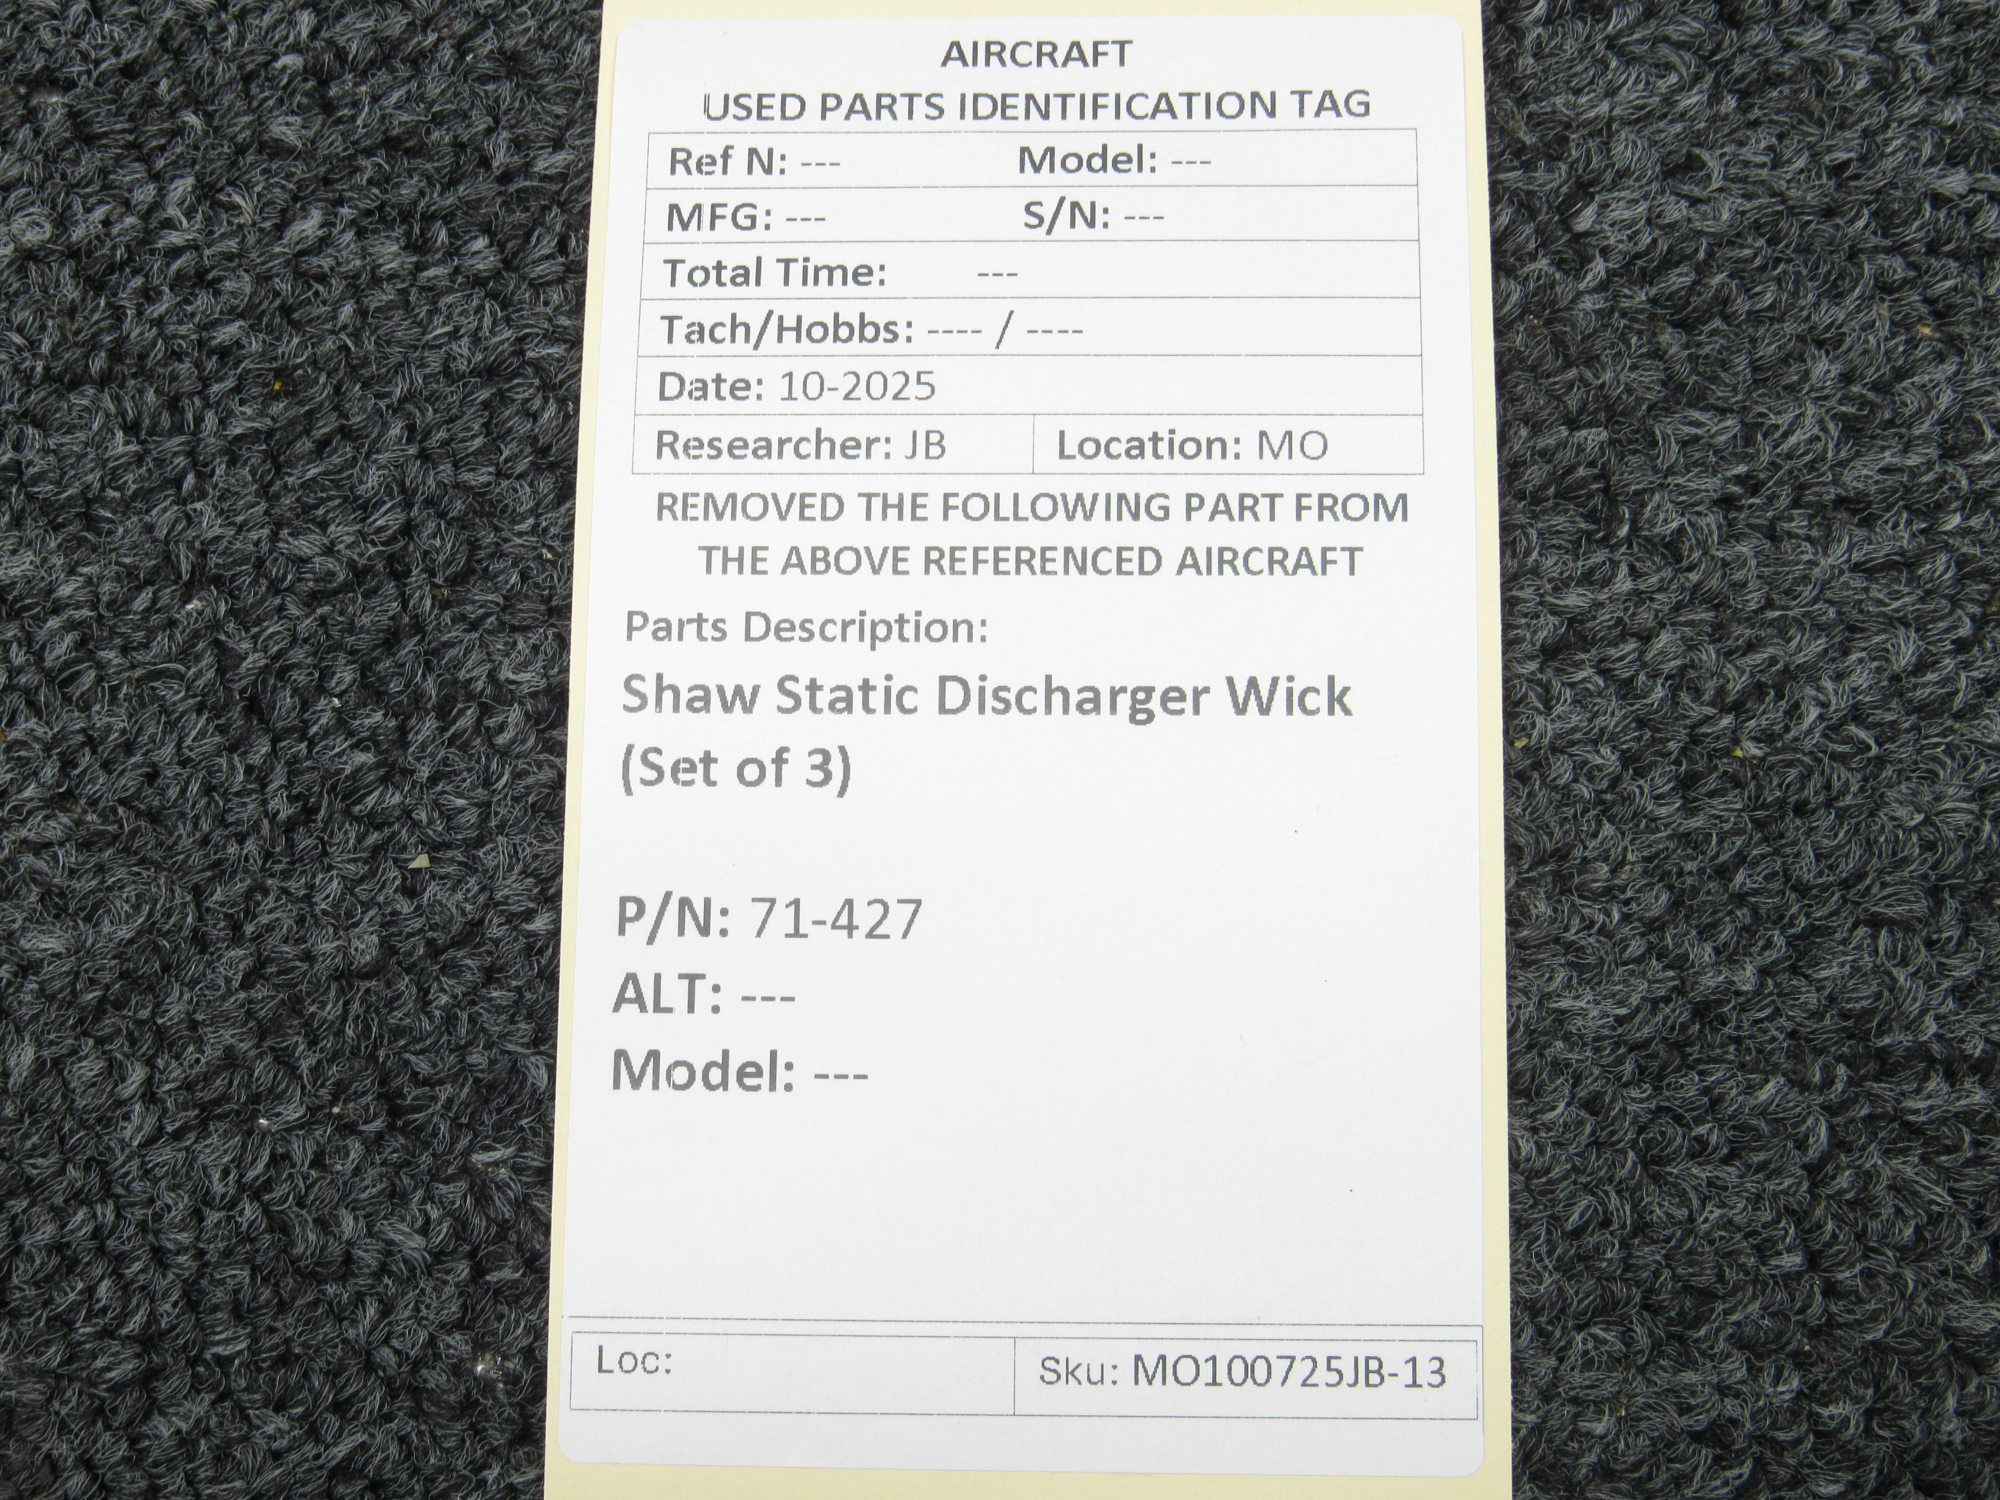 AIRCRAFT
USED PARTS IDENTIFICATION TAG
Ref N: --- Model: ---
MFG: --- S/N: ---
Total Time: ---
Tach/Hobbs: ---- / ----
Date: 10-2025
Researcher: JB Location: MO
REMOVED THE FOLLOWING PART FROM
THE ABOVE REFERENCED AIRCRAFT
Parts Description:
Shaw Static Discharger Wick
(Set of 3)
P/N: 71-427
ALT: ---
Model: ---
Loc: Sku: MO100725JB-13